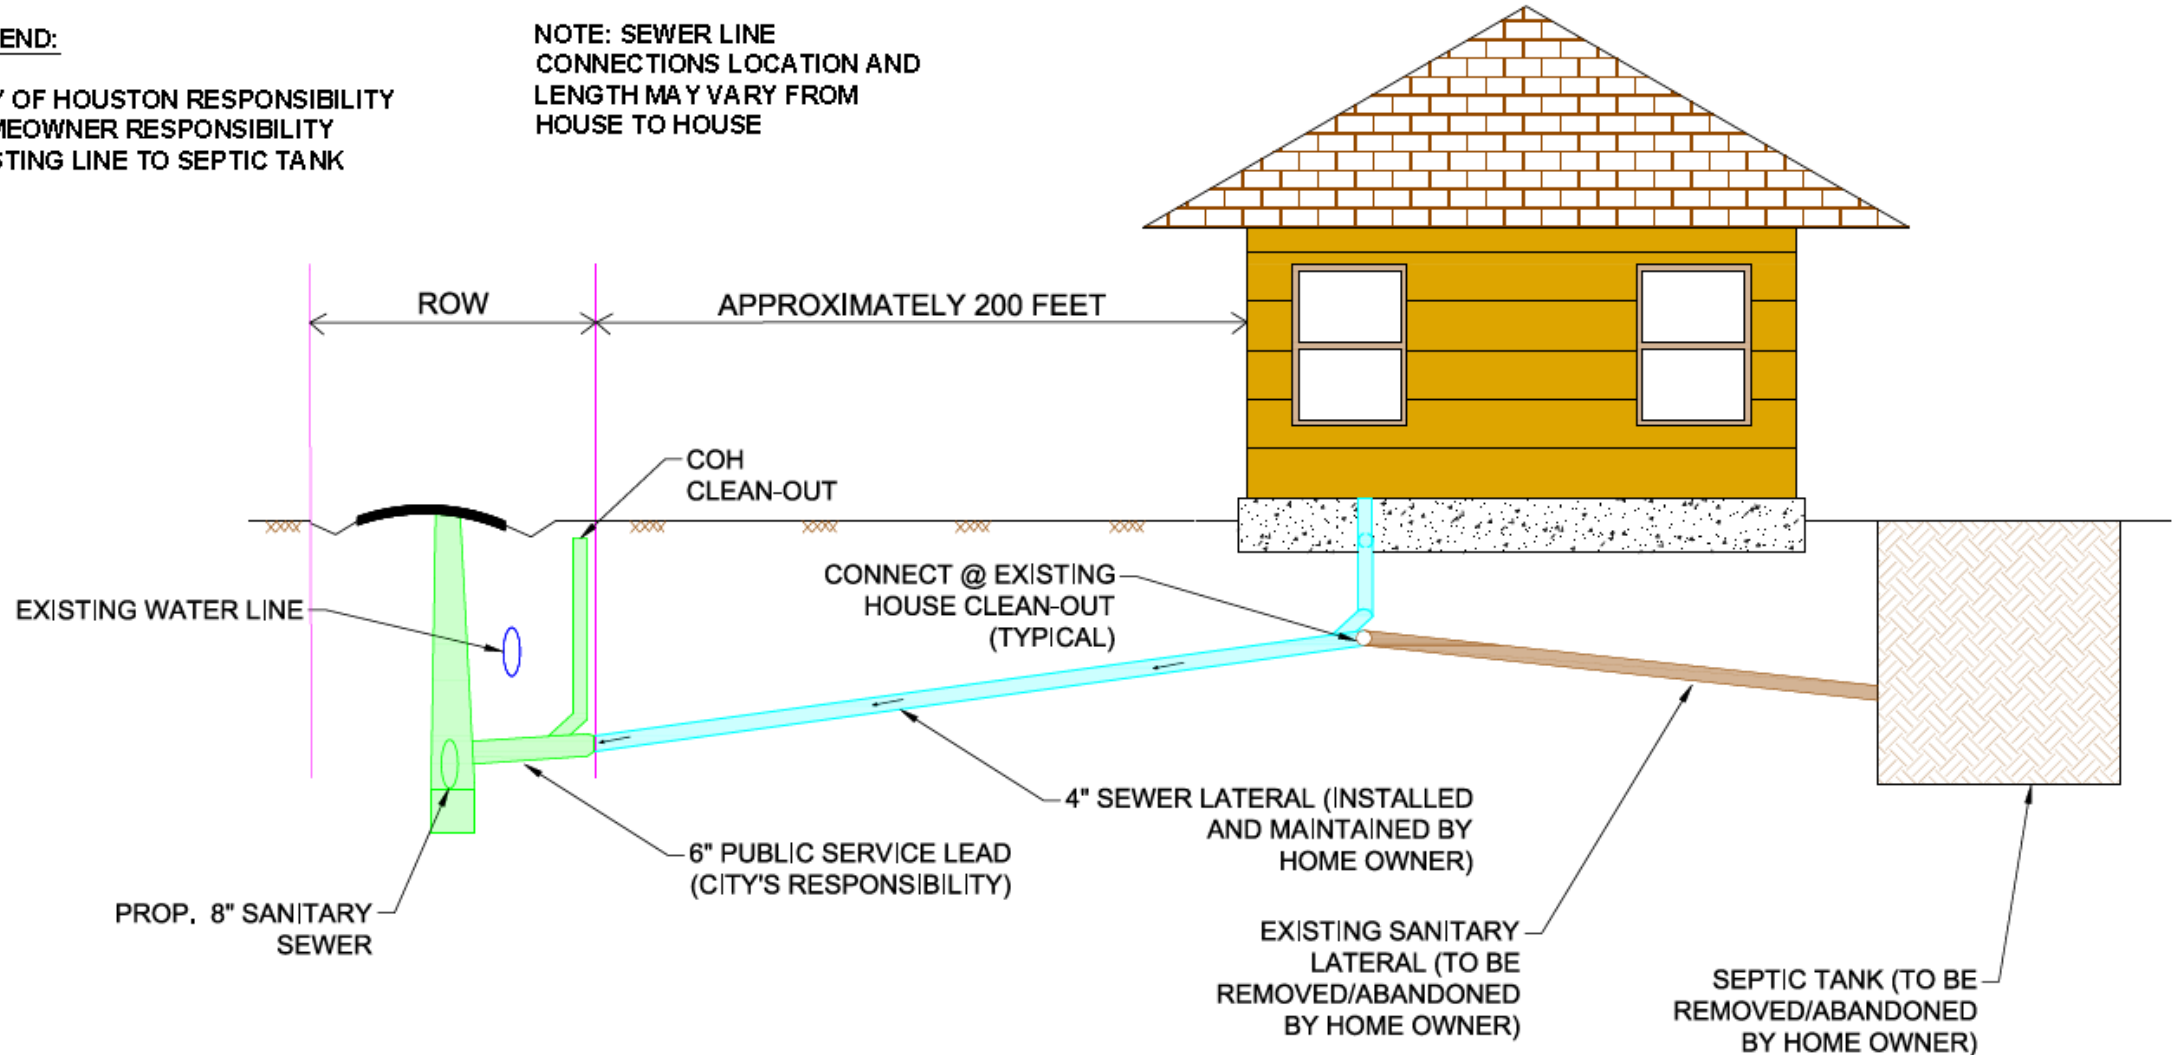 END:
Y OF HOUSTON RESPONSIBILITY
MEOWNER RESPONSIBILITY
STING LINE TO SEPTIC TANK
NOTE: SEWER LINE
CONNECTIONS LOCATION AND
LENGTH MAY VARY FROM
HOUSE TO HOUSE
ROW
APPROXIMATELY 200 FEET
COH
CLEAN-OUT
EXISTING WATER LINE
CONNECT @ EXISTING
HOUSE CLEAN-OUT
(TYPICAL)
4" SEWER LATERAL (INSTALLED
AND MAINTAINED BY
HOME OWNER)
6" PUBLIC SERVICE LEAD
(CITY'S RESPONSIBILITY)
PROP. 8" SANITARY
SEWER
EXISTING SANITARY
LATERAL (TO BE
REMOVED/ABANDONED
BY HOME OWNER)
SEPTIC TANK (TO BE
REMOVED/ABANDONED
BY HOME OWNER)